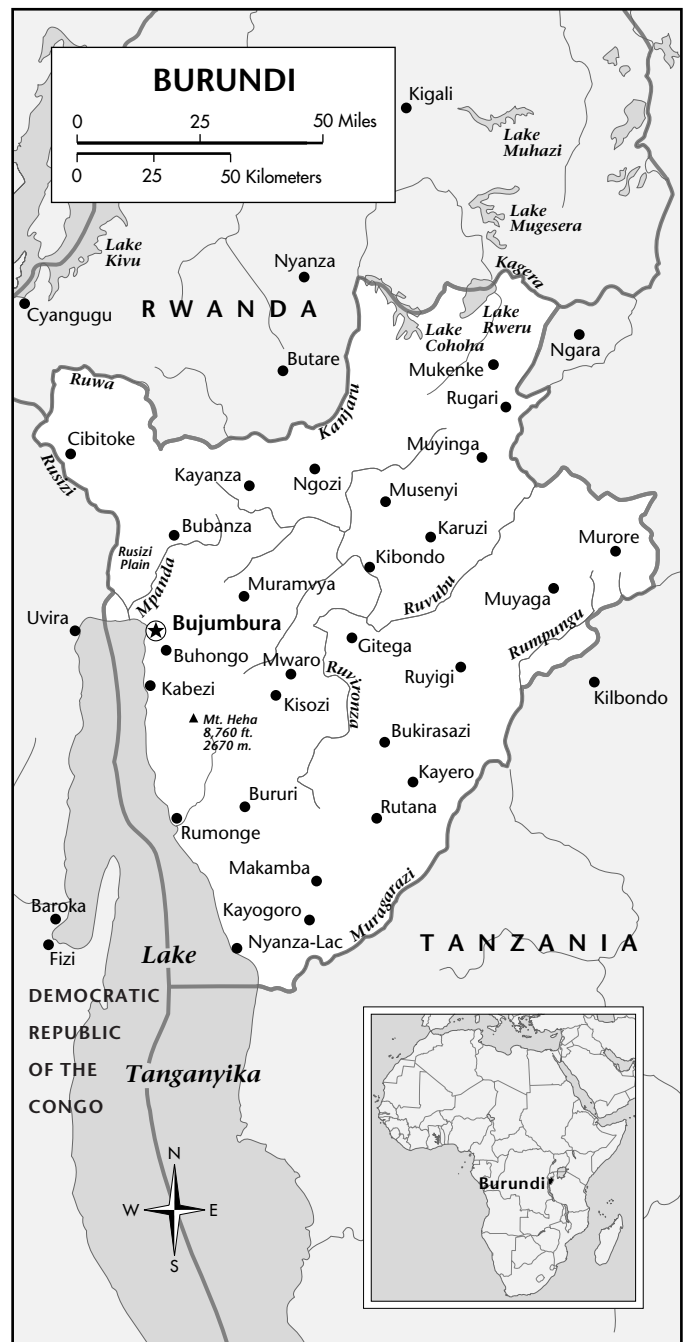 BURUNDI
0 25 50 Miles
0 25 50 Kilometers
Kigali
Lake
Muhazi
Lake
Mugesera
Lake
Kivu
Nyanza
Kagera
Cyangugu
RWANDA
Lake
Cohoha
Lake
Rweru
Ngara
Butare
Mukenke
Ruwa
Kanjaru
Rugari
Cibitoke
Rusizi
Muyinga
Kayanza
Ngozi
Musenyi
Bubanza
Karuzi
Murore
Rusizi
Plain
Mpanda
Kibondo
Muramvya
Ruvubu
Muyaga
Uvira
Bujumbura
Gitega
Rumpungu
Buhongo
Mwaro
Ruvironza
Ruyigi
Kabezi
Kisozi
Kilbondo
Mt. Heha
8,760 ft.
2670 m.
Bukirasazi
Kayero
Bururi
Rutana
Rumonge
Makamba
Muragarazi
Baroka
Kayogoro
Fizi
Nyanza-Lac
TANZANIA
Lake
Tanganyika
DEMOCRATIC
REPUBLIC
OF THE
CONGO
N
W E
S
Burundi